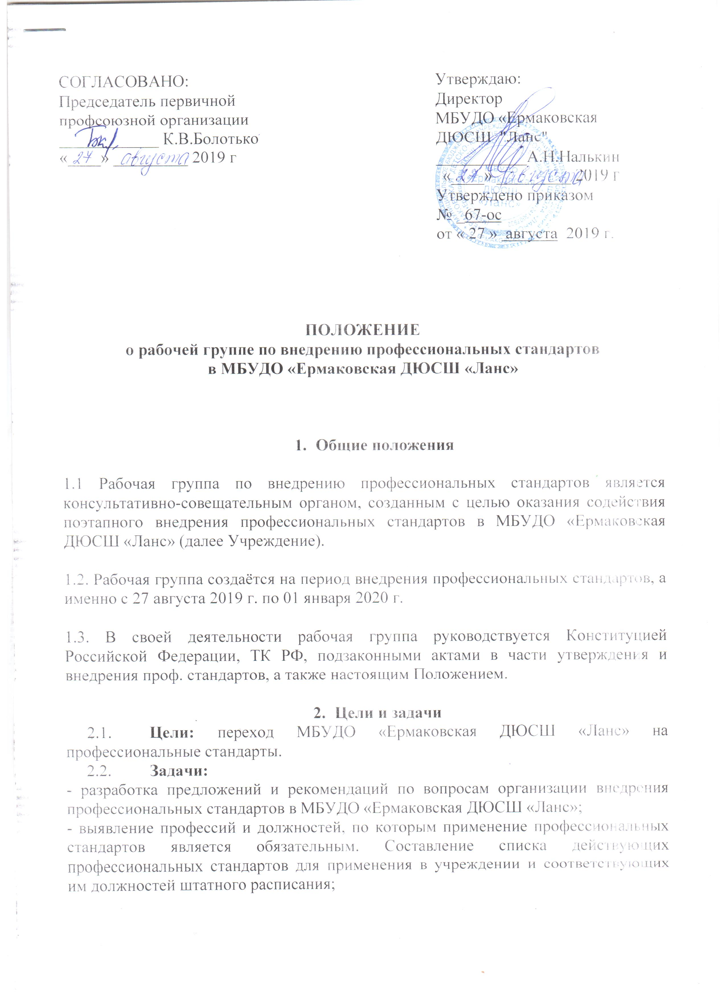 СОГЛАСОВАНО:
Председатель первичной
профсоюзной организации
____________ К.В.Болотько
« 27 » августа 2019 г
Утверждаю:
Директор
МБУДО «Ермаковская
ДЮСШ "Ланс"
___________А.Н.Налькин
« 27 » августа 2019 г
Утверждено приказом
№ _67-ос
от « 27 » августа 2019 г.
МБУДО
«Ермаковская
ДЮСШ
«Ланс»
ПОЛОЖЕНИЕ
о рабочей группе по внедрению профессиональных стандартов
в МБУДО «Ермаковская ДЮСШ «Ланс»
1. Общие положения
1.1 Рабочая группа по внедрению профессиональных стандартов является
консультативно-совещательным органом, созданным с целью оказания содействия
поэтапного внедрения профессиональных стандартов в МБУДО «Ермаковская
ДЮСШ «Ланс» (далее Учреждение).
1.2. Рабочая группа создаётся на период внедрения профессиональных стандартов, а
именно с 27 августа 2019 г. по 01 января 2020 г.
1.3. В своей деятельности рабочая группа руководствуется Конституцией
Российской Федерации, ТК РФ, подзаконными актами в части утверждения и
внедрения проф. стандартов, а также настоящим Положением.
2. Цели и задачи
2.1. Цели: переход МБУДО «Ермаковская ДЮСШ «Ланс» на
профессиональные стандарты.
2.2. Задачи:
- разработка предложений и рекомендаций по вопросам организации внедрения
профессиональных стандартов в МБУДО «Ермаковская ДЮСШ «Ланс»;
- выявление профессий и должностей, по которым применение профессиональных
стандартов является обязательным. Составление списка действующих
профессиональных стандартов для применения в учреждении и соответствующих
им должностей штатного расписания;